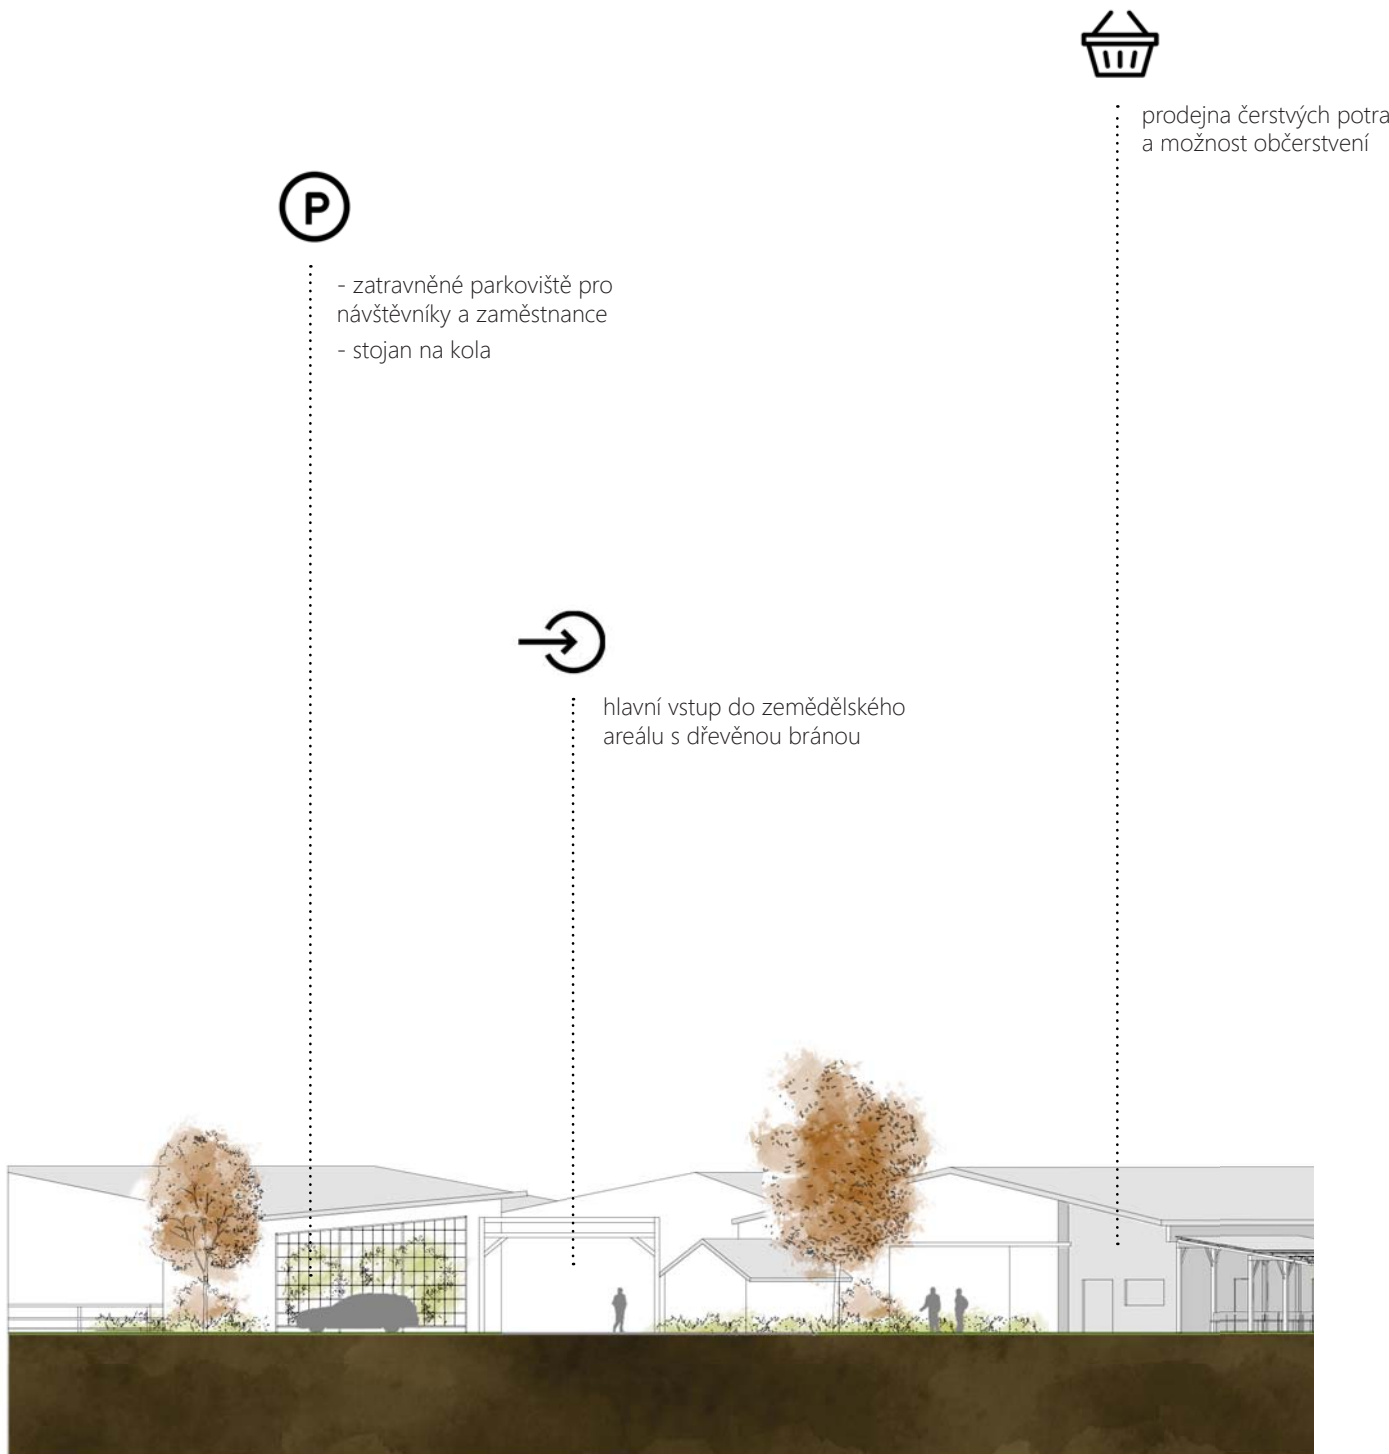 prodejna čerstvých potra
a možnost občerstvení
P
- zatravněné parkoviště pro
návštěvníky a zaměstnance
- stojan na kola
hlavní vstup do zemědělského
areálu s dřevěnou bránou